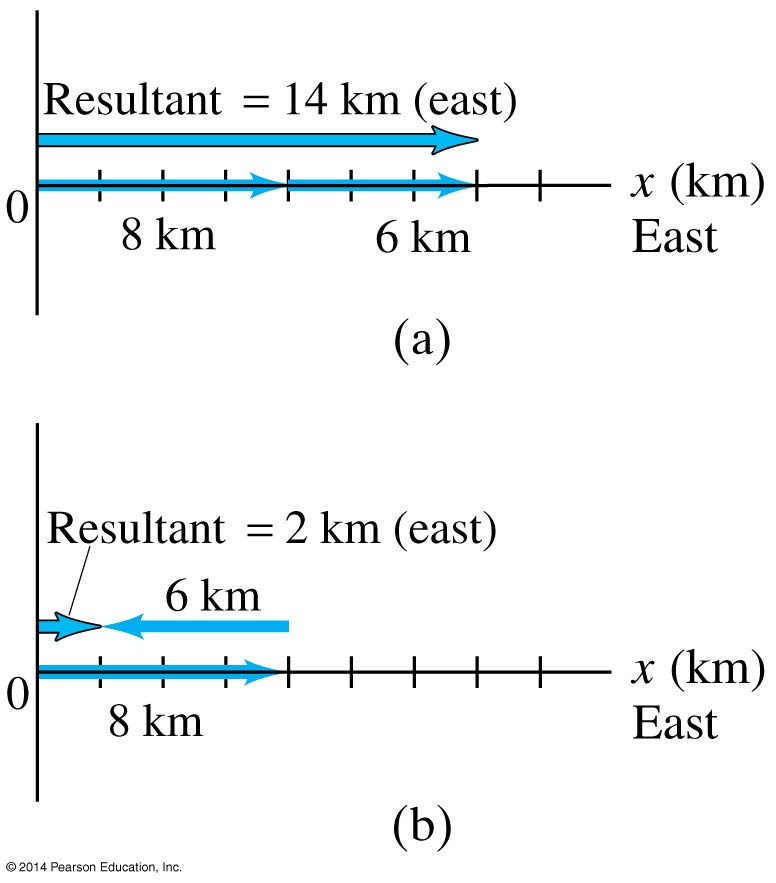 Resultant = 14 km (east)
0
8 km
6 km
x (km)
East
(a)
Resultant = 2 km (east)
6 km
0
8 km
x (km)
East
(b)
© 2014 Pearson Education, Inc.